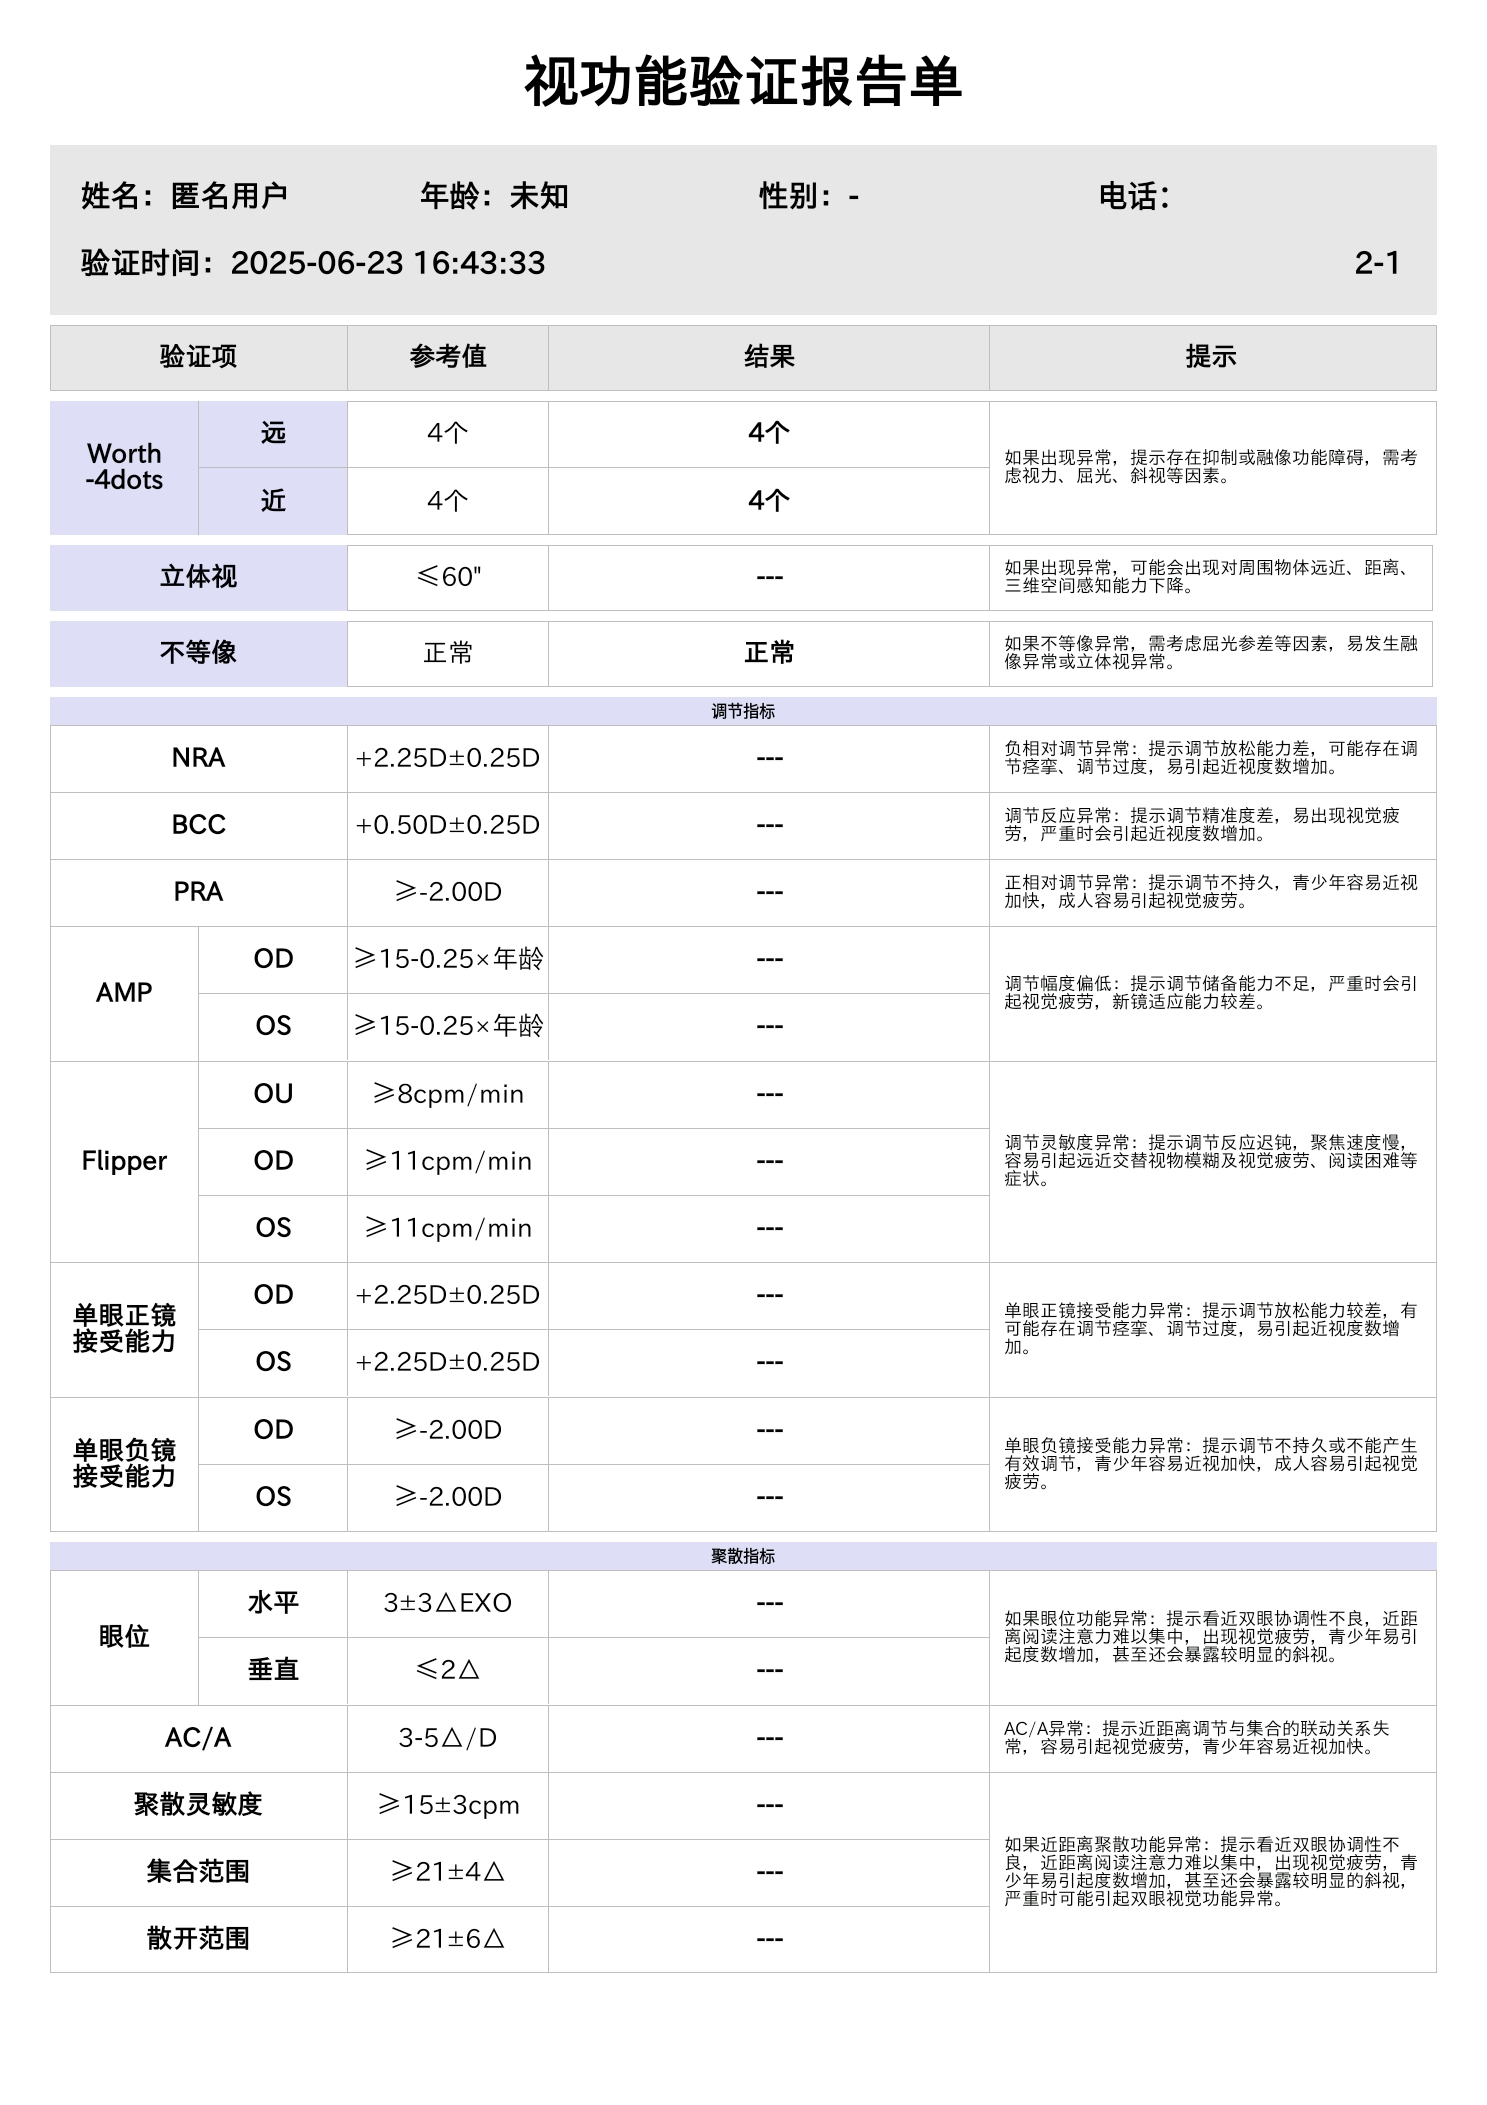 视功能验证报告单
姓名：匿名用户 年龄：未知 性别：- 电话：
验证时间：2025-06-23 16:43:33 2-1
验证项 参考值 结果 提示
Worth
-4dots
远 4个 4个
近 4个 4个
如果出现异常，提示存在抑制或融像功能障碍，需考
虑视力、屈光、斜视等因素。
立体视 ≤60" ---
如果出现异常，可能会出现对周围物体远近、距离、
三维空间感知能力下降。
不等像 正常 正常
如果不等像异常，需考虑屈光参差等因素，易发生融
像异常或立体视异常。
调节指标
NRA +2.25D±0.25D ---
负相对调节异常：提示调节放松能力差，可能存在调
节痉挛、调节过度，易引起近视度数增加。
BCC +0.50D±0.25D ---
调节反应异常：提示调节精准度差，易出现视觉疲
劳，严重时会引起近视度数增加。
PRA ≥-2.00D ---
正相对调节异常：提示调节不持久，青少年容易近视
加快，成人容易引起视觉疲劳。
AMP
OD ≥15-0.25×年龄 ---
OS ≥15-0.25×年龄 ---
调节幅度偏低：提示调节储备能力不足，严重时会引
起视觉疲劳，新镜适应能力较差。
Flipper
OU ≥8cpm/min ---
OD ≥11cpm/min ---
OS ≥11cpm/min ---
调节灵敏度异常：提示调节反应迟钝，聚焦速度慢，
容易引起远近交替视物模糊及视觉疲劳、阅读困难等
症状。
单眼正镜
接受能力
OD +2.25D±0.25D ---
OS +2.25D±0.25D ---
单眼正镜接受能力异常：提示调节放松能力较差，有
可能存在调节痉挛、调节过度，易引起近视度数增
加。
单眼负镜
接受能力
OD ≥-2.00D ---
OS ≥-2.00D ---
单眼负镜接受能力异常：提示调节不持久或不能产生
有效调节，青少年容易近视加快，成人容易引起视觉
疲劳。
聚散指标
眼位
水平 3±3△EXO ---
垂直 ≤2△ ---
如果眼位功能异常：提示看近双眼协调性不良，近距
离阅读注意力难以集中，出现视觉疲劳，青少年易引
起度数增加，甚至还会暴露较明显的斜视。
AC/A 3-5△/D ---
AC/A异常：提示近距离调节与集合的联动关系失
常，容易引起视觉疲劳，青少年容易近视加快。
聚散灵敏度 ≥15±3cpm ---
集合范围 ≥21±4△ ---
散开范围 ≥21±6△ ---
如果近距离聚散功能异常：提示看近双眼协调性不
良，近距离阅读注意力难以集中，出现视觉疲劳，青
少年易引起度数增加，甚至还会暴露较明显的斜视，
严重时可能引起双眼视觉功能异常。